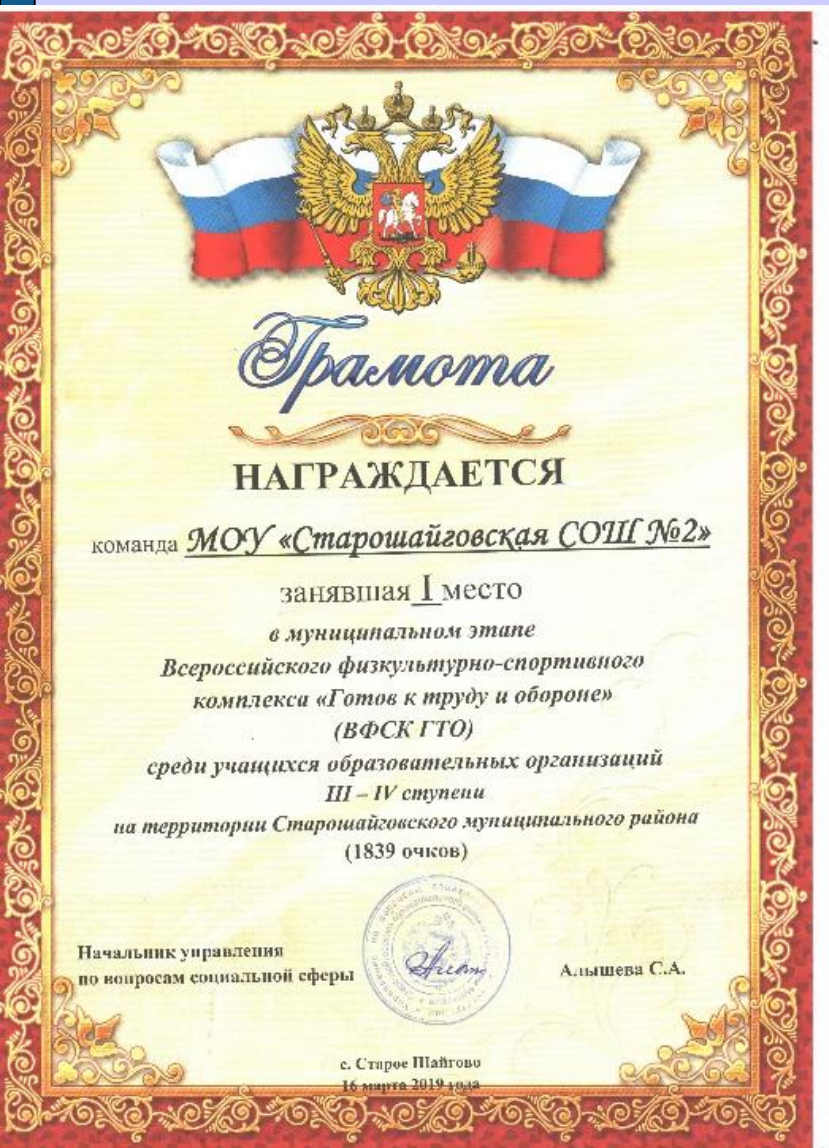 Грамота
НАГРАЖДАЕТСЯ
команда МОУ «Старошайговская СОШ №2»
занявшая I место
в муниципальном этапе
Всероссийского физкультурно-спортивного
комплекса «Готов к труду и обороне»
(ВФСК ГТО)
среди учащихся образовательных организаций
III – IV ступени
на территории Старошайговского муниципального района
(1839 очков)
Начальник управления
по вопросам социальной сферы
Алышева С.А.
с. Старое Шайгово
16 марта 2019 года